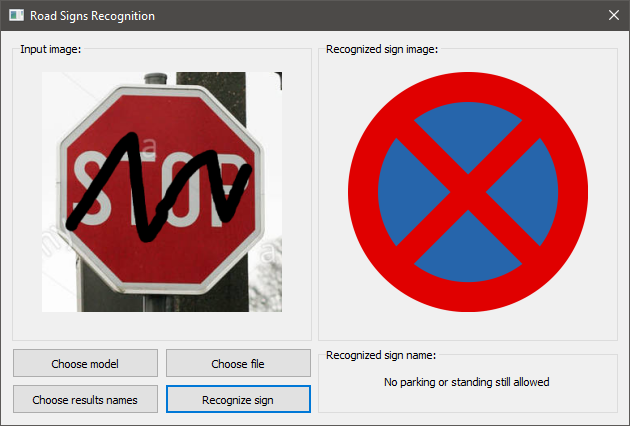 Road Signs Recognition
Input image:
Recognized sign image:
STOP
a
a
my
Choose model
Choose file
Recognized sign name:
No parking or standing still allowed
Choose results names
Recognize sign